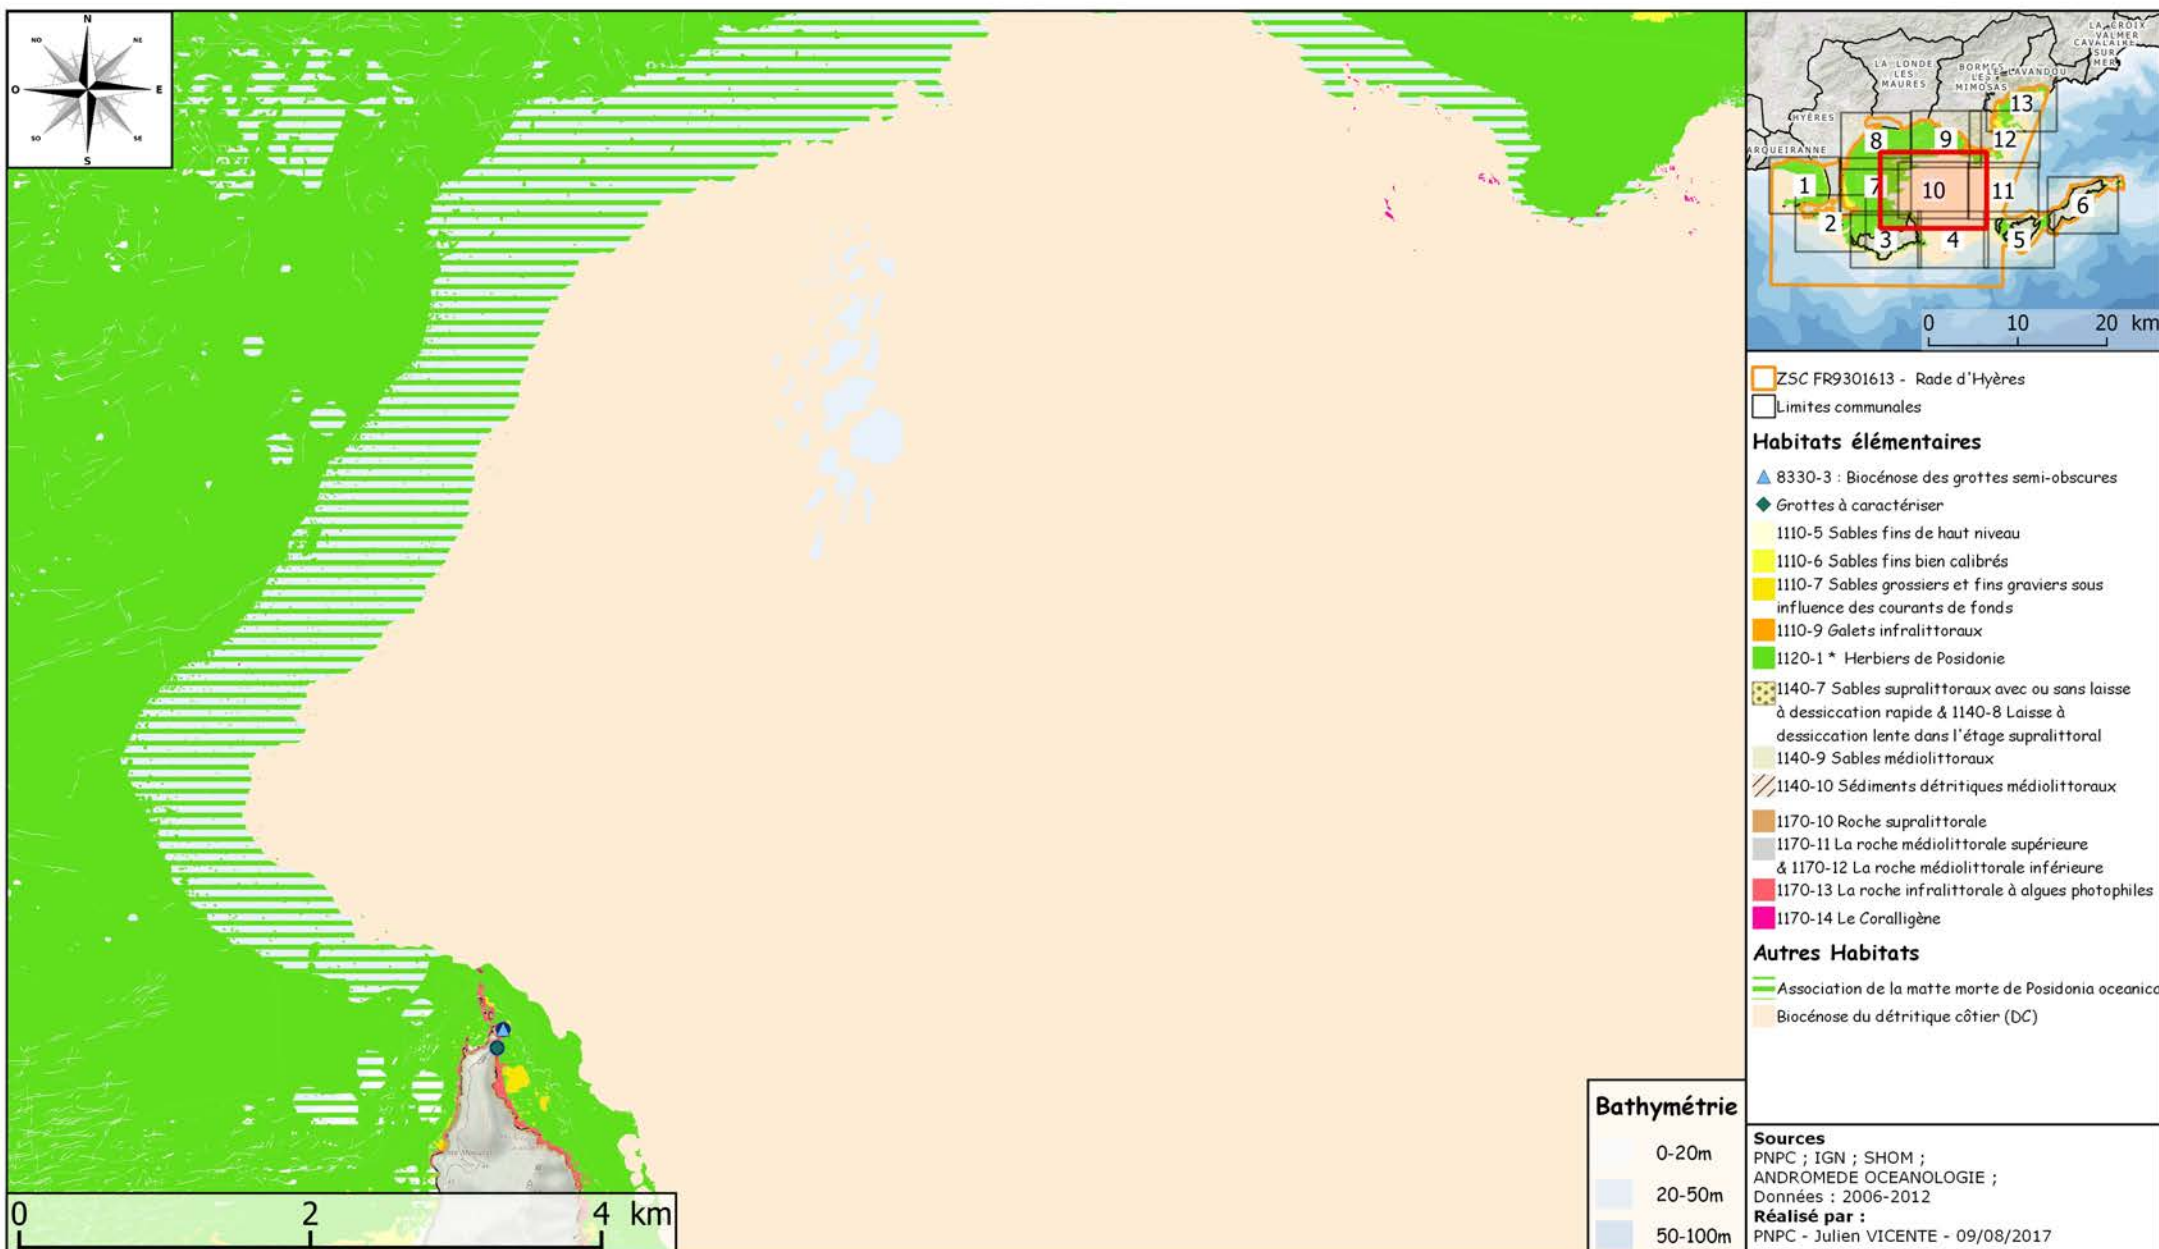 N
NO
NE
O
E
SO
SE
S
LA CROIX
VALMER
CAVALAIRE
SUR
MER
LA LONDE
LES
MAURES
BORMES
LES
MIMOSAS
LE LAVANDOU
HYÈRES
ARQUEIRANNE
13
8
9
12
1
7
10
11
2
3
4
5
6
0 10 20 km
ZSC FR9301613 - Rade d'Hyères
Limites communales
Habitats élémentaires
8330-3 : Biocénose des grottes semi-obscures
Grottes à caractériser
1110-5 Sables fins de haut niveau
1110-6 Sables fins bien calibrés
1110-7 Sables grossiers et fins graviers sous
influence des courants de fonds
1110-9 Galets infralittoraux
1120-1 * Herbiers de Posidonie
1140-7 Sables supralittoraux avec ou sans laisse
à dessiccation rapide & 1140-8 Laisse à
dessiccation lente dans l'étage supralittoral
1140-9 Sables médiolittoraux
1140-10 Sédiments détritiques médiolittoraux
1170-10 Roche supralittorale
1170-11 La roche médiolittorale supérieure
& 1170-12 La roche médiolittorale inférieure
1170-13 La roche infralittorale à algues photophiles
1170-14 Le Coralligène
Autres Habitats
Association de la matte morte de Posidonia oceanica
Biocénose du détritique côtier (DC)
Bathymétrie
0-20m
20-50m
50-100m
Sources
PNPC ; IGN ; SHOM ;
ANDROMEDE OCEANOLOGIE ;
Données : 2006-2012
Réalisé par :
PNPC - Julien VICENTE - 09/08/2017
0 2 4 km